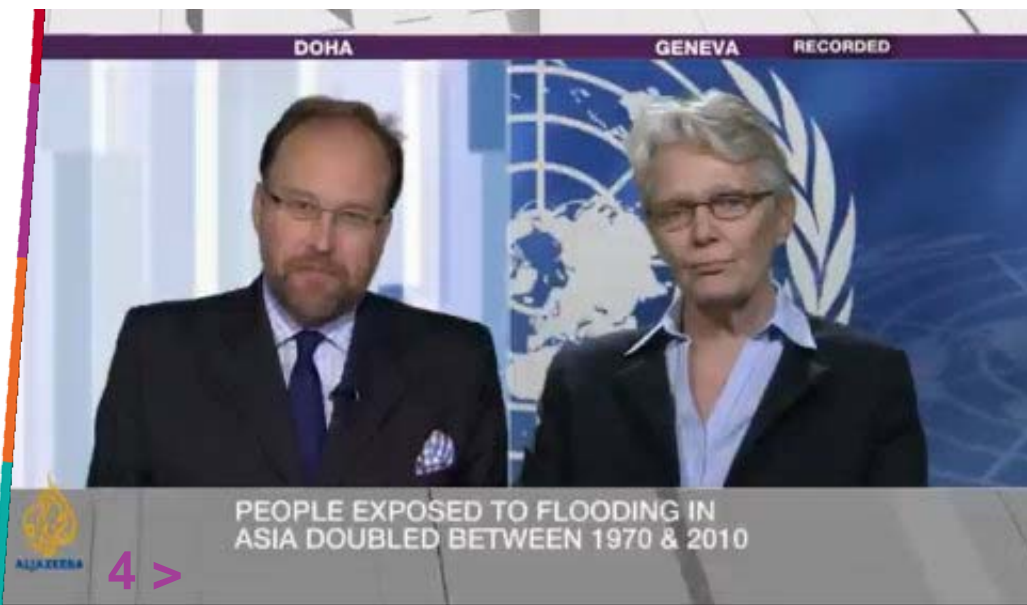 DOHA
GENEVA RECORDED
PEOPLE EXPOSED TO FLOODING IN
ASIA DOUBLED BETWEEN 1970 & 2010
ALJAZEERA
4 >